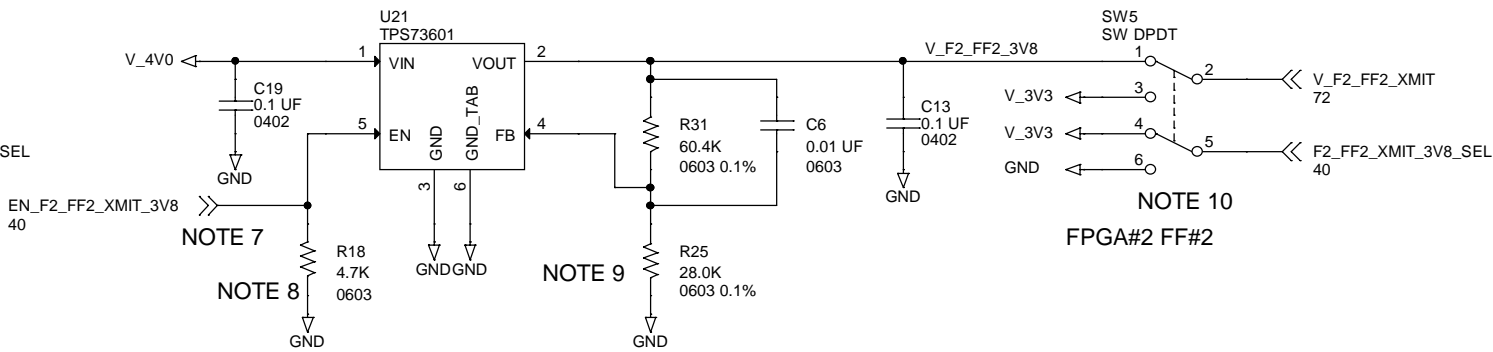 U21
TPS73601
SW5
SW DPDT
V_4V0
1
VIN
VOUT
2
V_F2_FF2_3V8
1
2
V_F2_FF2_XMIT
72
C19
0.1 UF
0402
V_3V3
3
5
EN
GND
GND_TAB
FB
4
R31
60.4K
0603 0.1%
C6
0.01 UF
0603
C13
0.1 UF
0402
V_3V3
4
5
F2_FF2_XMIT_3V8_SEL
40
SEL
GND
GND
6
3
6
GND
NOTE 10
EN_F2_FF2_XMIT_3V8
40
NOTE 7
FPGA#2 FF#2
R18
4.7K
0603
NOTE 8
GND
GND
NOTE 9
R25
28.0K
0603 0.1%
GND
GND